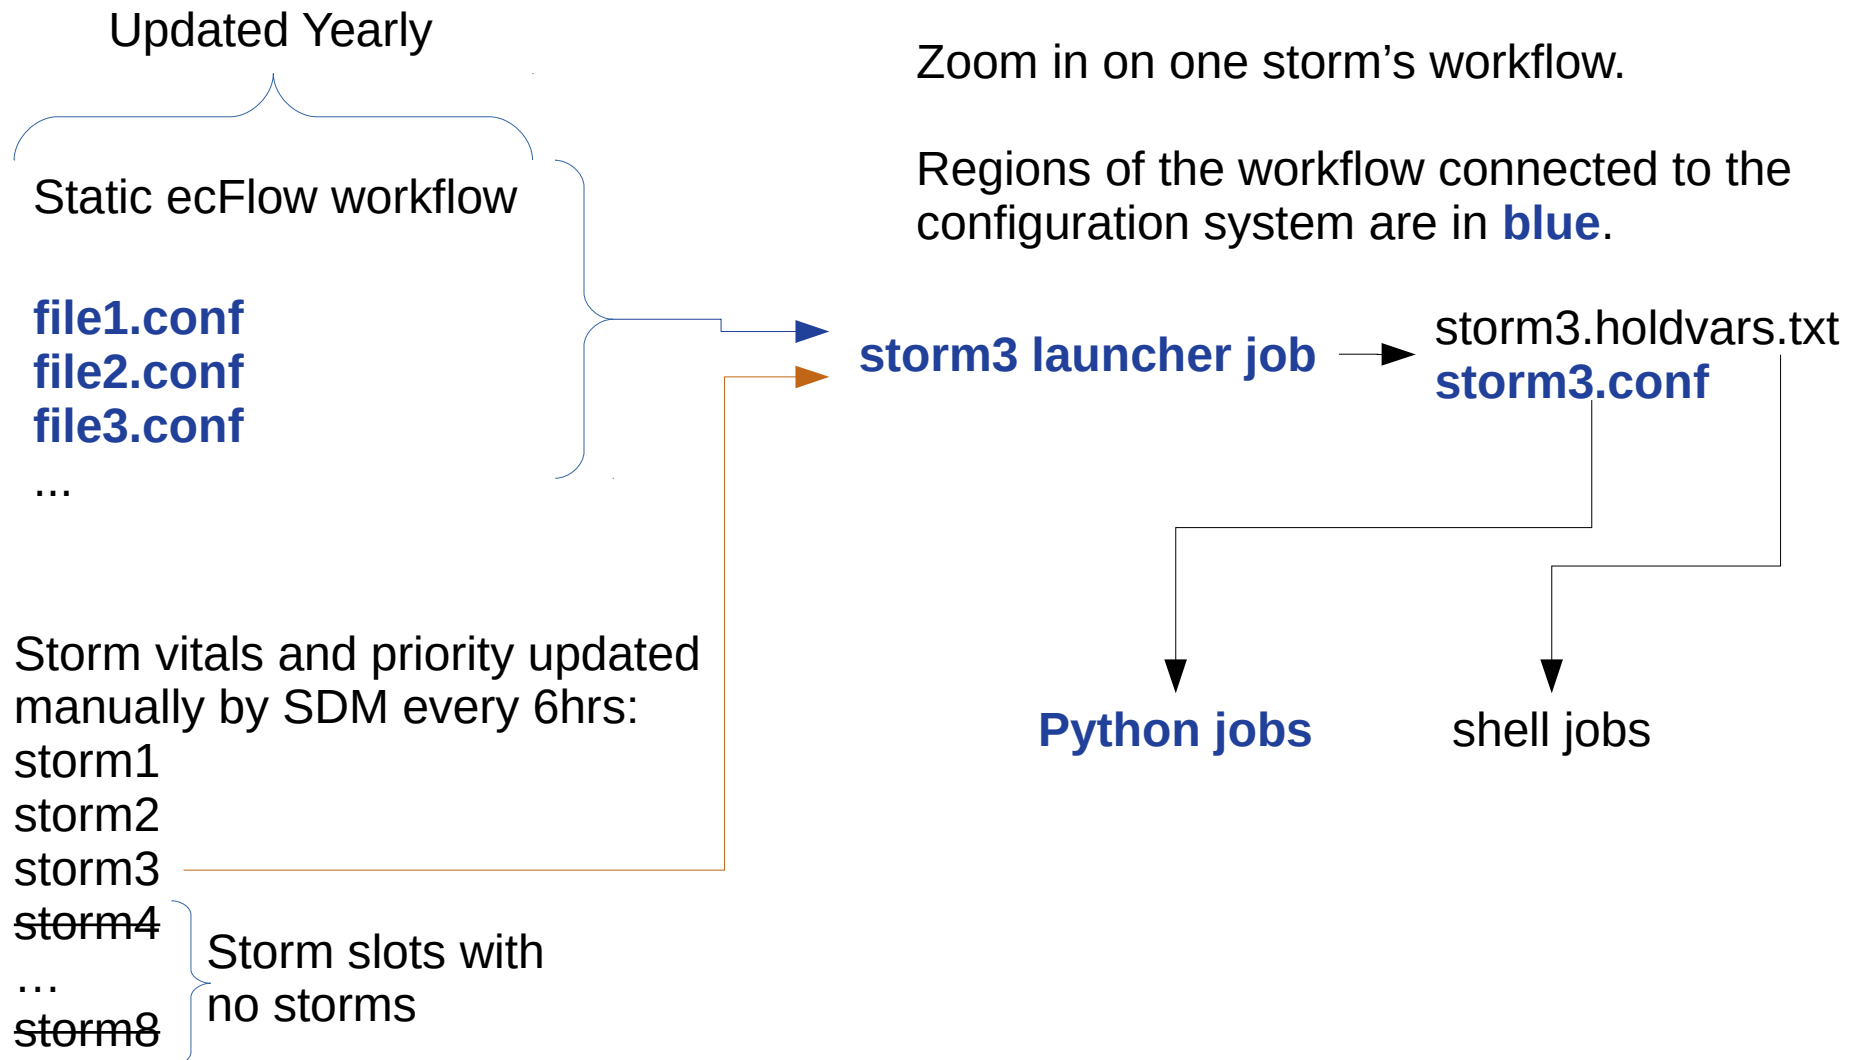 Updated Yearly
Static ecFlow workflow
file1.conf
file2.conf
file3.conf
...
Storm vitals and priority updated
manually by SDM every 6hrs:
storm1
storm2
storm3
storm4
…
storm8
Storm slots with
no storms
Zoom in on one storm’s workflow.
Regions of the workflow connected to the
configuration system are in blue.
storm3 launcher job
storm3.holdvars.txt
storm3.conf
Python jobs
shell jobs